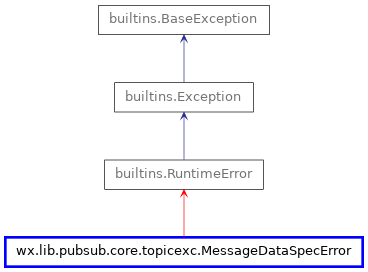 builtins.BaseException
builtins.Exception
builtins.RuntimeError
wx.lib.pubsub.core.topicexc.MessageDataSpecError